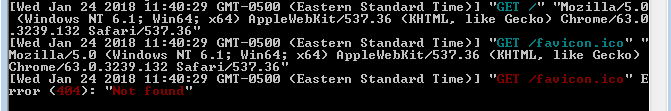 [Wed Jan 24 2018 11:40:29 GMT-0500 (Eastern Standard Time)] "GET /" "Mozilla/5.0
(Windows NT 6.1; Win64; x64) AppleWebKit/537.36 (KHTML, like Gecko) Chrome/63.0
.3239.132 Safari/537.36"
[Wed Jan 24 2018 11:40:29 GMT-0500 (Eastern Standard Time)] "GET /favicon.ico" "
Mozilla/5.0 (Windows NT 6.1; Win64; x64) AppleWebKit/537.36 (KHTML, like Gecko)
Chrome/63.0.3239.132 Safari/537.36"
[Wed Jan 24 2018 11:40:29 GMT-0500 (Eastern Standard Time)] "GET /favicon.ico" E
rror (404): "Not found"